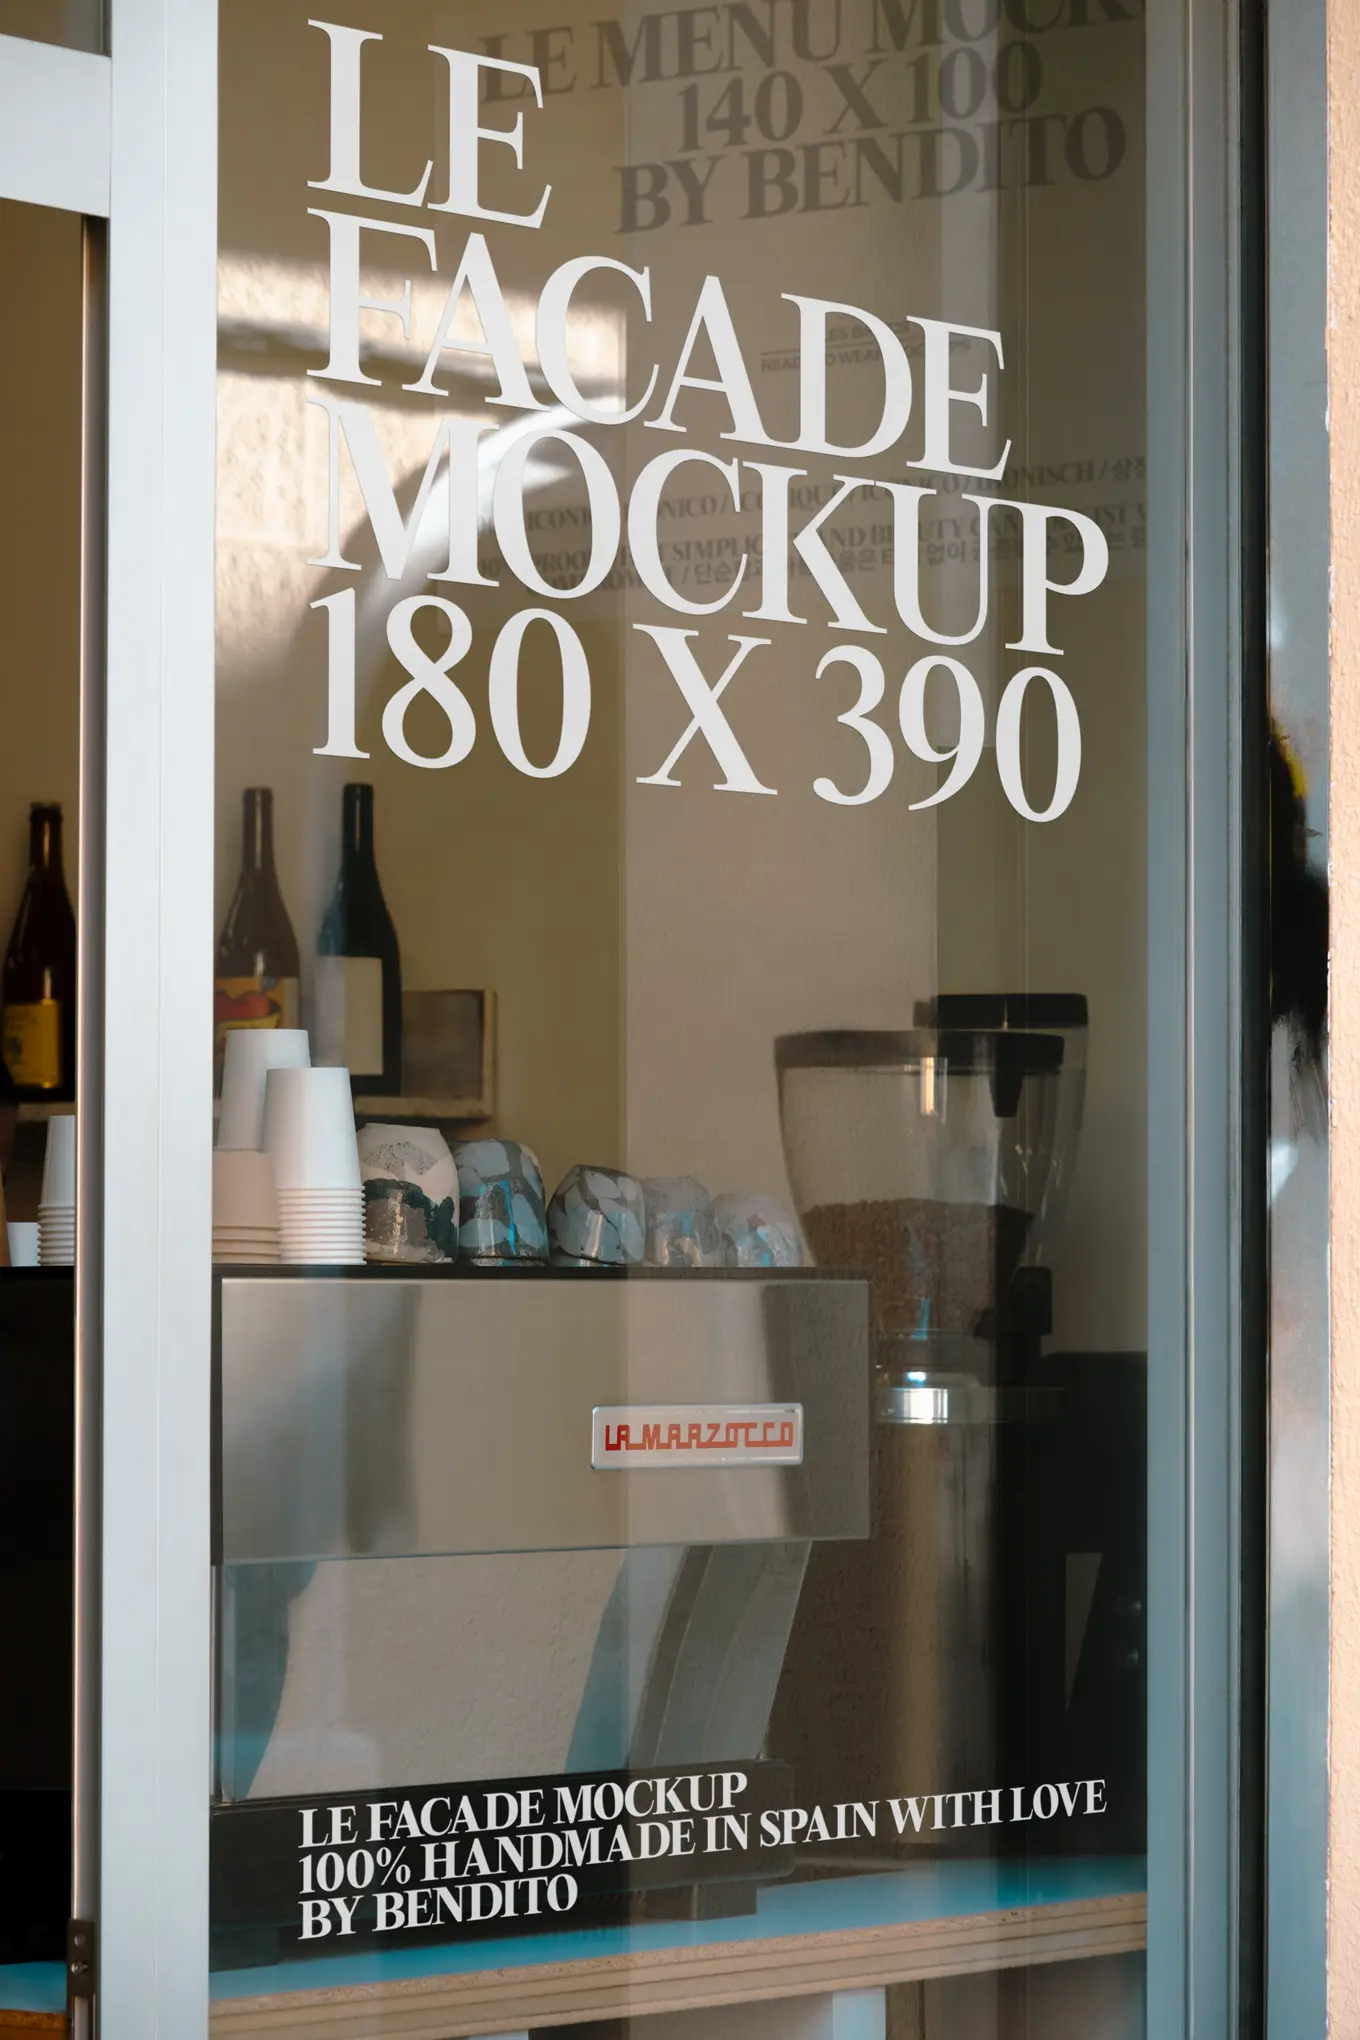 LE MENU MOCK
140 X 100
BY BENDITO
LE
FACADE
MOCKUP
180 X 390
LA MARZOCCO
LE FACADE MOCKUP
100% HANDMADE IN SPAIN WITH LOVE
BY BENDITO